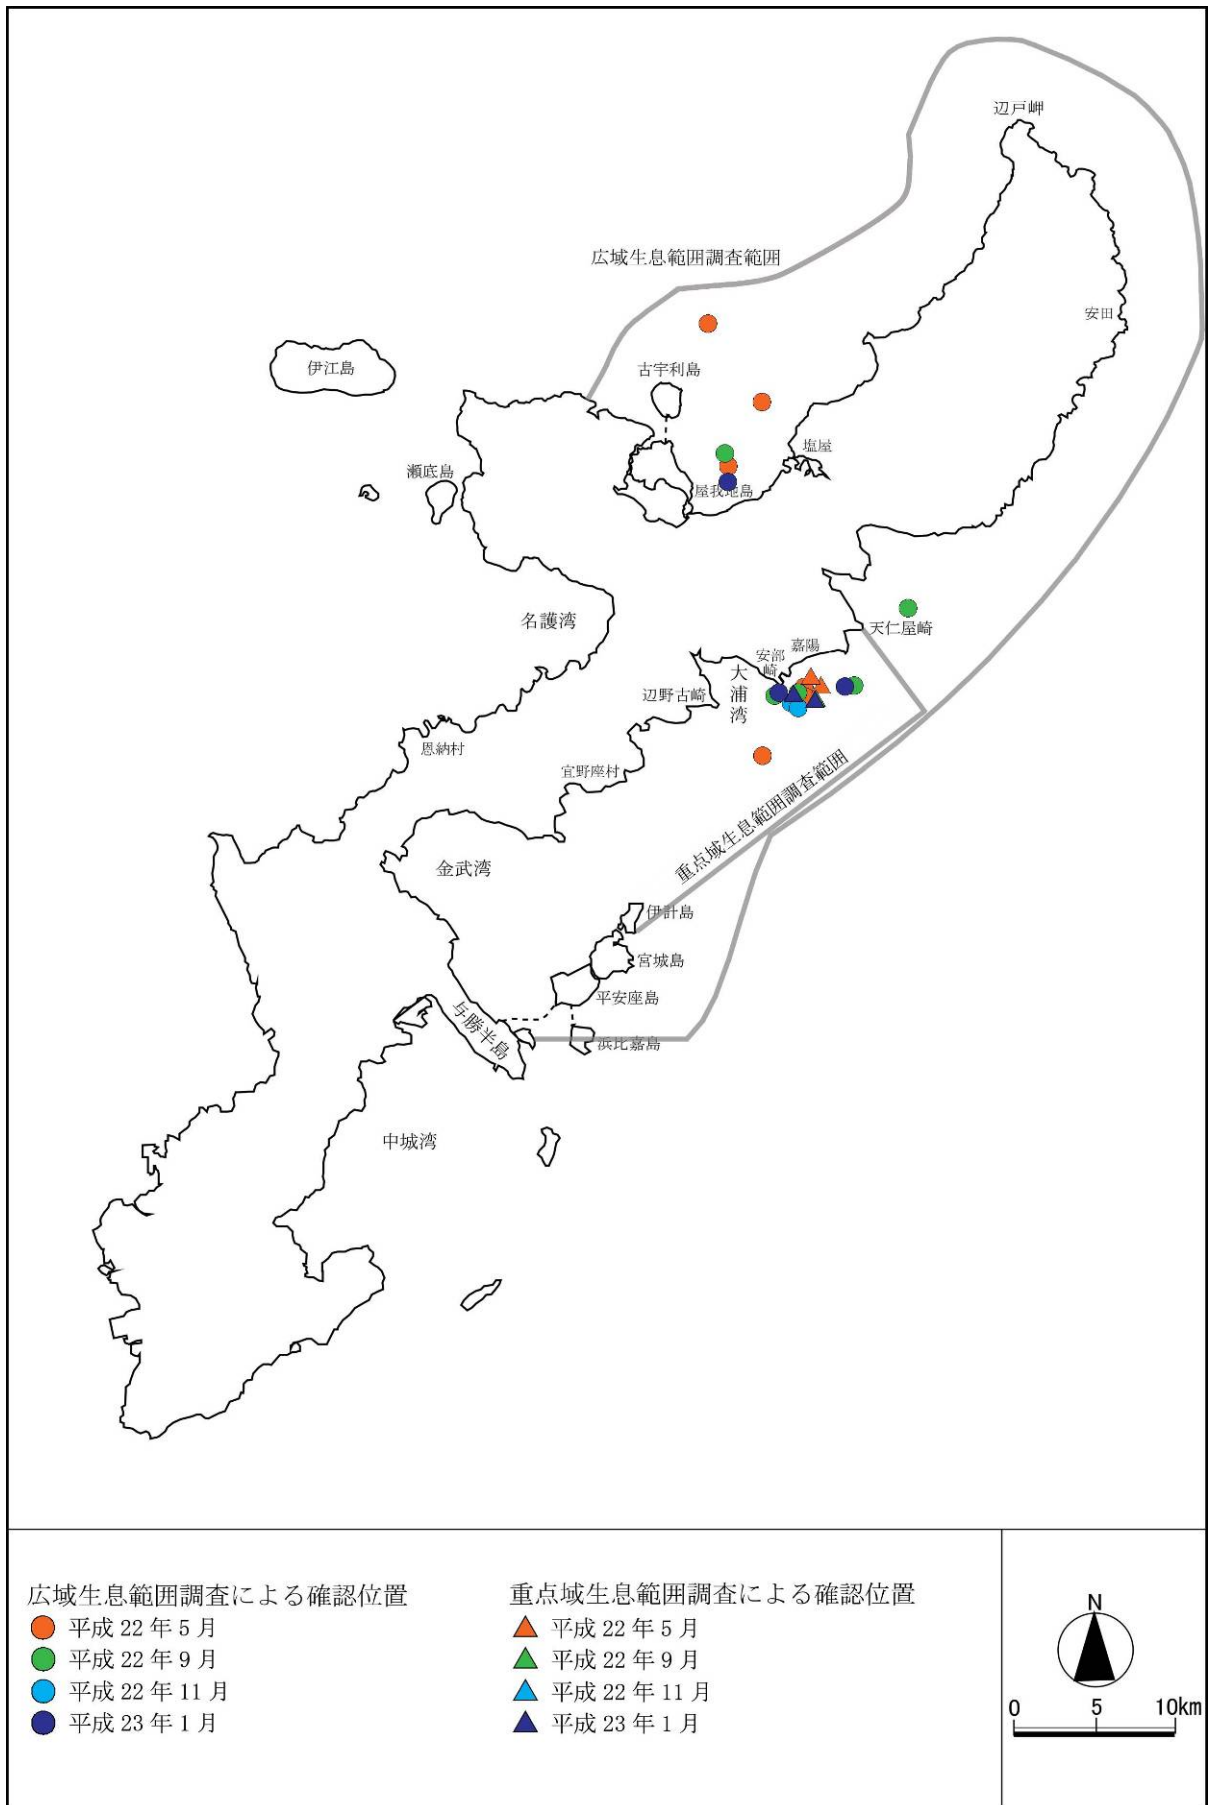 辺戸岬
広域生息範囲調査範囲
安田
伊江島
古宇利島
塩屋
瀬底島
屋我地島
名護湾
天仁屋崎
嘉陽
安部
崎
大
浦
湾
辺野古崎
恩納村
宜野座村
重点域生息範囲調査範囲
金武湾
伊計島
宮城島
平安座島
与勝半島
浜比嘉島
中城湾
広域生息範囲調査による確認位置
平成 22 年 5 月
平成 22 年 9 月
平成 22 年 11 月
平成 23 年 1 月
重点域生息範囲調査による確認位置
平成 22 年 5 月
平成 22 年 9 月
平成 22 年 11 月
平成 23 年 1 月
N
0 5 10km